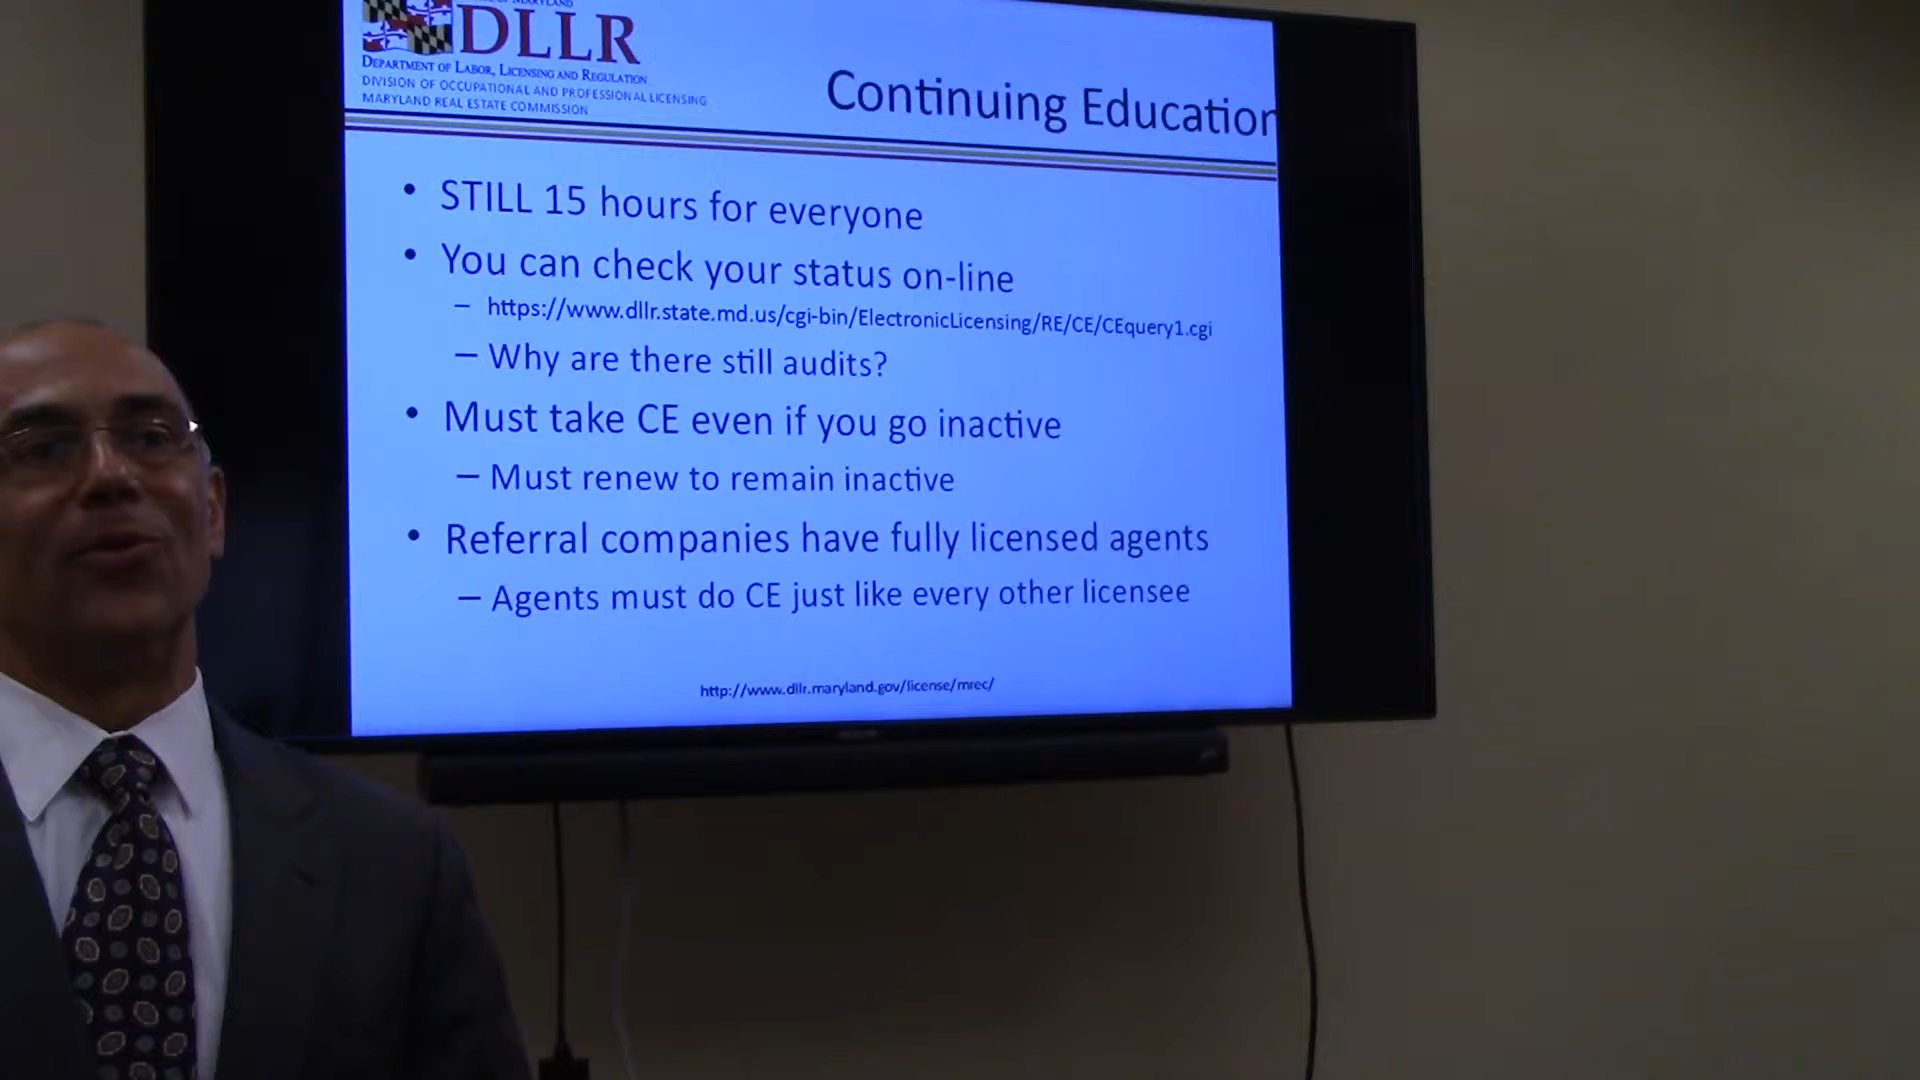 DLLR
DEPARTMENT OF LABOR, LICENSING AND REGULATION
DIVISION OF OCCUPATIONAL AND PROFESSIONAL LICENSING
MARYLAND REAL ESTATE COMMISSION
Continuing Education
• STILL 15 hours for everyone
• You can check your status on-line
– https://www.dllr.state.md.us/cgi-bin/ElectronicLicensing/RE/CE/CEquery1.cgi
– Why are there still audits?
• Must take CE even if you go inactive
– Must renew to remain inactive
• Referral companies have fully licensed agents
– Agents must do CE just like every other licensee
http://www.dllr.maryland.gov/license/mrec/